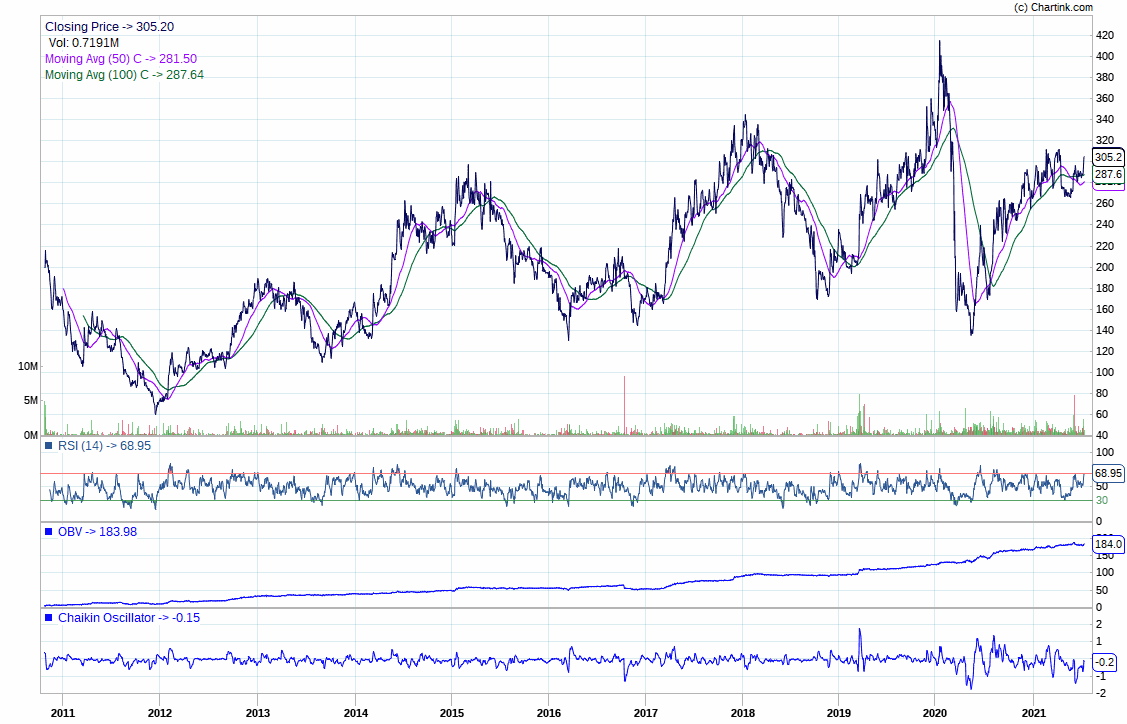 (c) Chartink.com
Closing Price -> 305.20
Vol: 0.7191M
Moving Avg (50) C -> 281.50
Moving Avg (100) C -> 287.64
420
400
380
360
340
320
305.2
287.6
260
240
220
200
180
160
140
120
100
80
60
40
10M
5M
0M
RSI (14) -> 68.95
100
68.95
50
30
0
OBV -> 183.98
184.0
150
100
50
0
Chaikin Oscillator -> -0.15
2
1
-0.2
-1
-2
2011 2012 2013 2014 2015 2016 2017 2018 2019 2020 2021